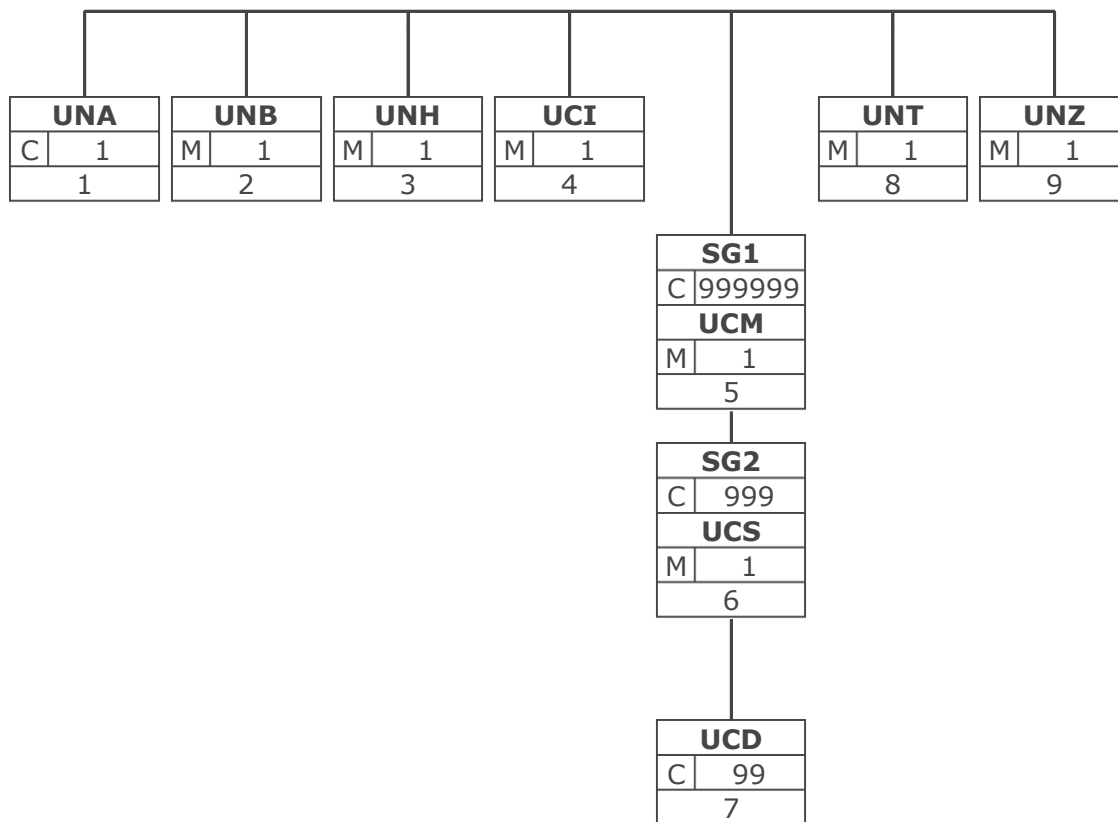 UNA UNB UNH UCI UNT UNZ
C 1 M 1 M 1 M 1 M 1 M 1
1 2 3 4 8 9
SG1
C 999999
UCM
M 1
5
SG2
C 999
UCS
M 1
6
UCD
C 99
7